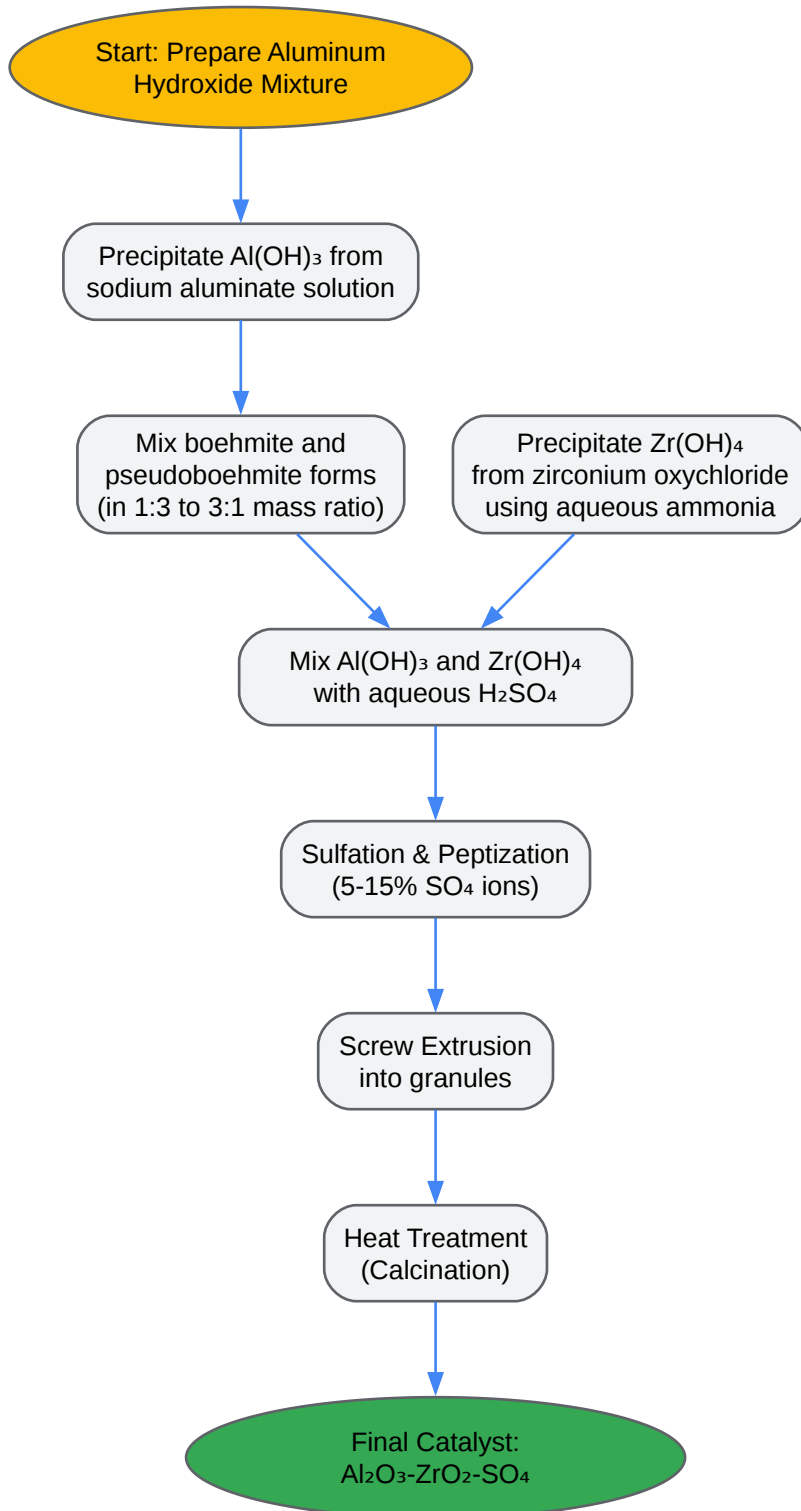 Start: Prepare Aluminum
Hydroxide Mixture
Precipitate Al(OH)₃ from
sodium aluminate solution
Mix boehmite and
pseudoboehmite forms
(in 1:3 to 3:1 mass ratio)
Precipitate Zr(OH)₄
from zirconium oxychloride
using aqueous ammonia
Mix Al(OH)₃ and Zr(OH)₄
with aqueous H₂SO₄
Sulfation & Peptization
(5-15% SO₄ ions)
Screw Extrusion
into granules
Heat Treatment
(Calcination)
Final Catalyst:
Al₂O₃-ZrO₂-SO₄